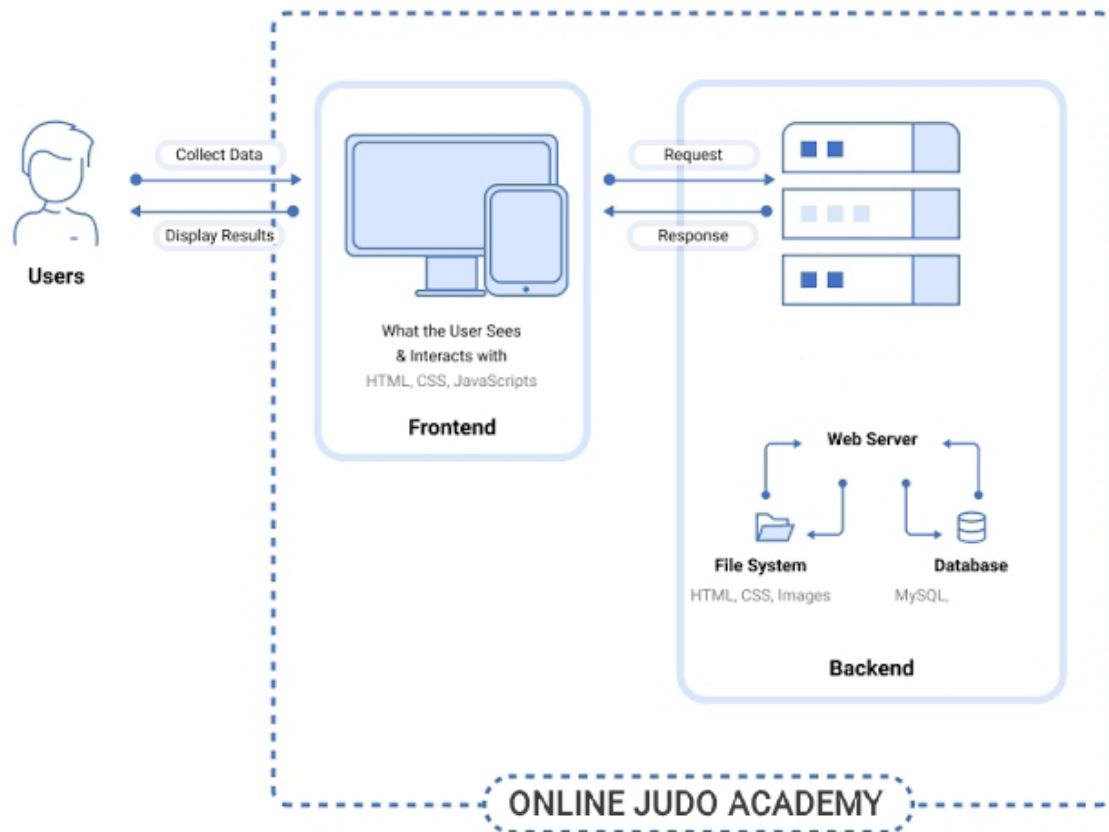 Collect Data
Display Results
Users
What the User Sees
& Interacts with
HTML, CSS, JavaScripts
Frontend
Request
Response
Web Server
File System
HTML, CSS, Images
Database
MySQL,
Backend
ONLINE JUDO ACADEMY